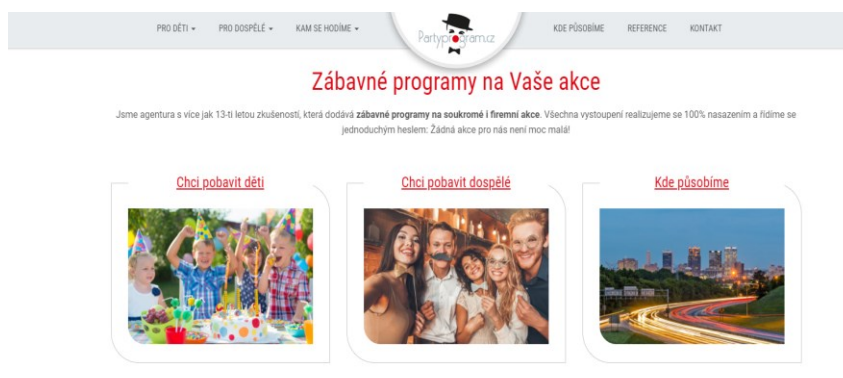 PRO DĚTI
PRO DOSPĚLÉ
KAM SE HODÍME
Partyprogram.cz
KDE PŮSOBÍME
REFERENCE
KONTAKT
Zábavné programy na Vaše akce
Jsme agentura s více jak 13-ti letou zkušeností, která dodává zábavné programy na soukromé i firemní akce. Všechna vystoupení realizujeme se 100% nasazením a řídíme se
jednoduchým heslem: Žádná akce pro nás není moc malá!
Chci pobavit děti
Chci pobavit dospělé
Kde působíme